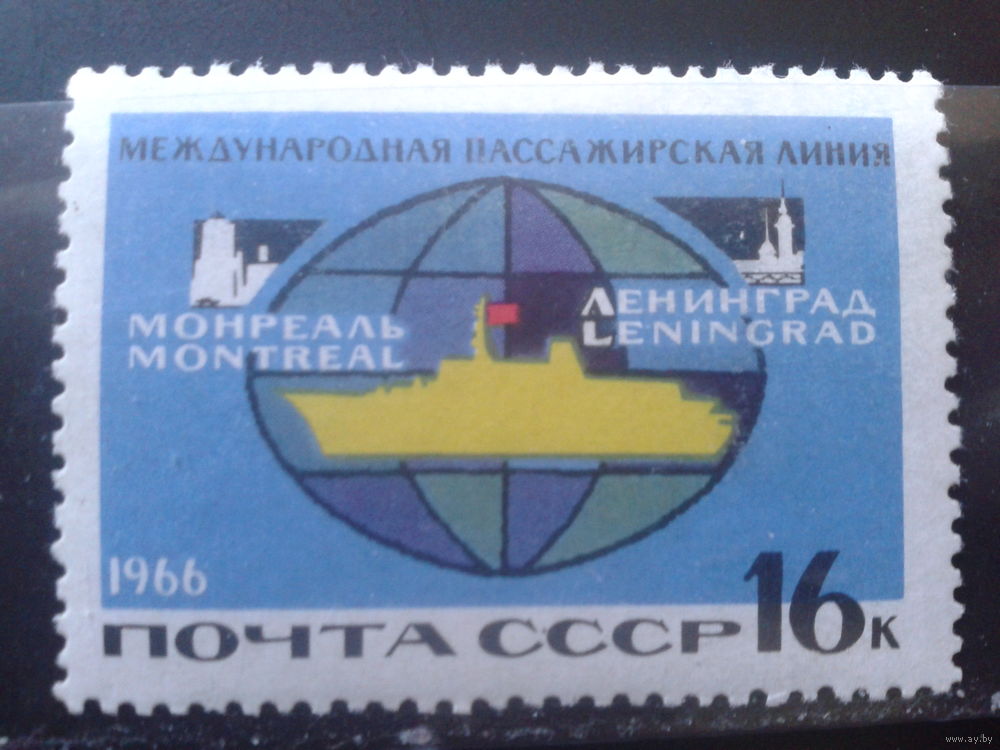 МЕЖДУНАРОДНАЯ ПАССАЖИРСКАЯ ЛИНИЯ
МОНРЕАЛЬ
MONTREAL
ЛЕНИНГРАД
LENINGRAD
1966
ПОЧТА СССР 16к
www.ay.by